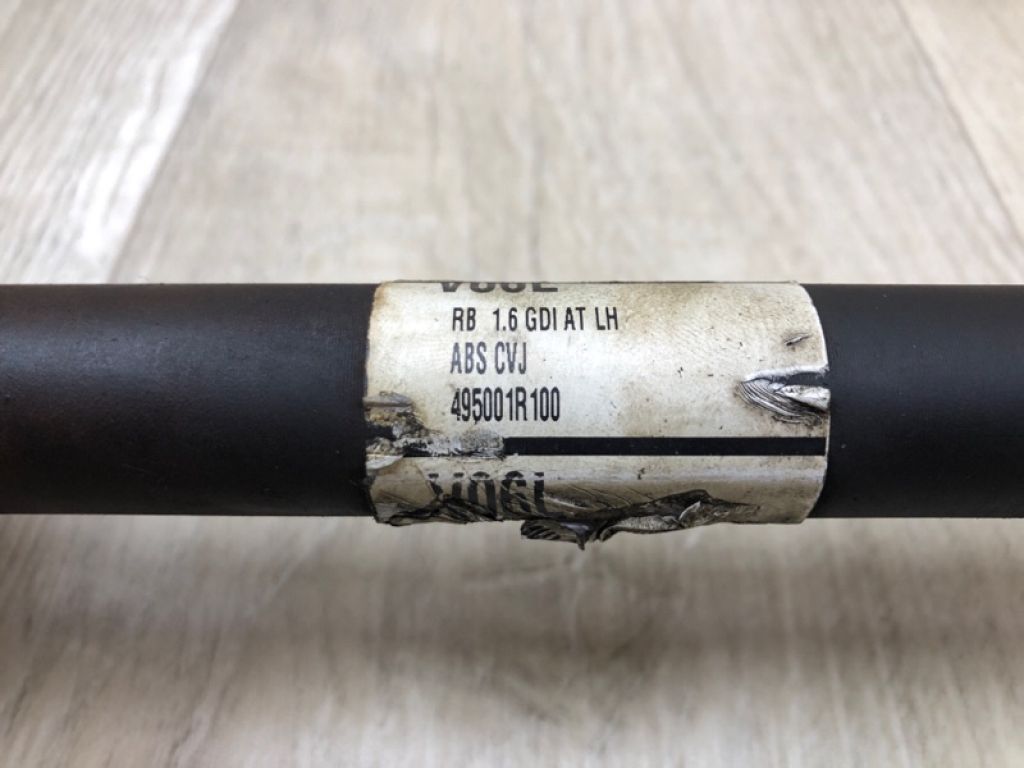 RB 1.6 GDI AT LH
ABS CVJ
495001R100